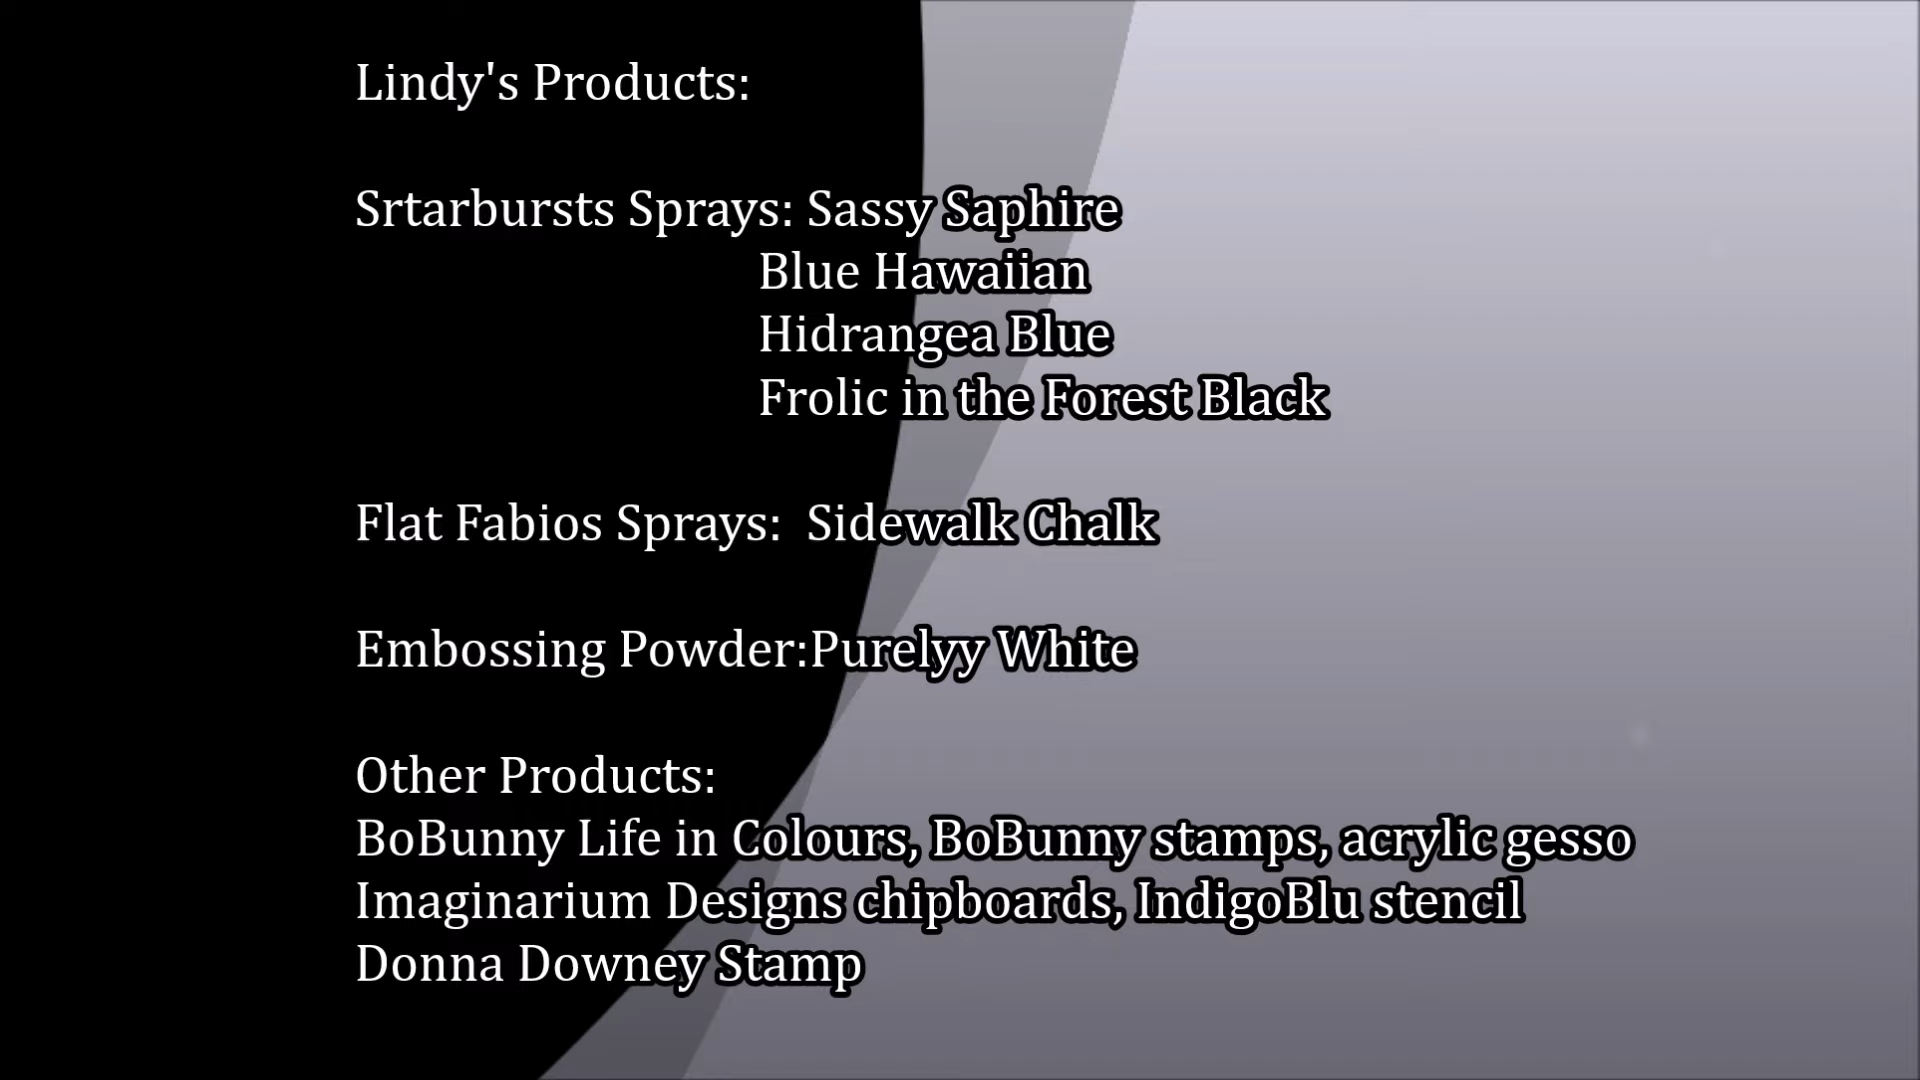 Lindy's Products:
Srtarbursts Sprays: Sassy Saphire
Blue Hawaiian
Hidrangea Blue
Frolic in the Forest Black
Flat Fabios Sprays:  Sidewalk Chalk
Embossing Powder:Purelyy White
Other Products:
BoBunny Life in Colours, BoBunny stamps, acrylic gesso
Imaginarium Designs chipboards, IndigoBlu stencil
Donna Downey Stamp